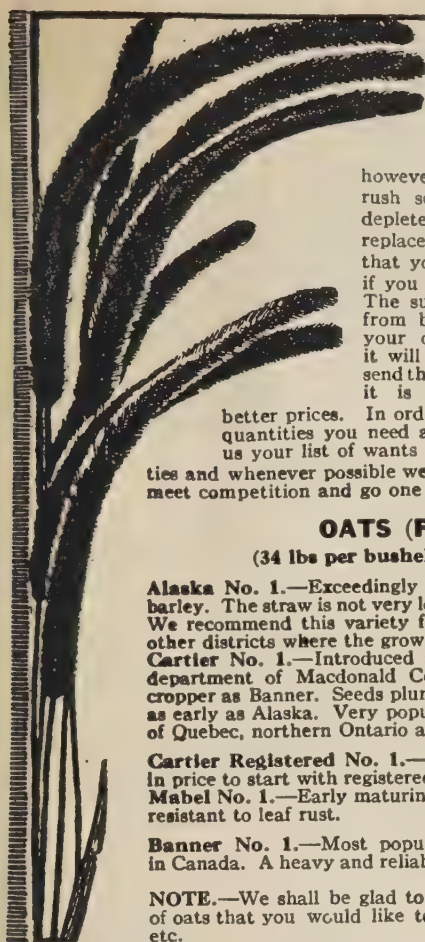 howeve
rush s
deplete
replace
that yo
if you
The su
from b
your o
it will
send th
it is
better prices. In ord
quantities you need a
us your list of wants
ties and whenever possible we
meet competition and go one
OATS (F
(34 lbs per bushe
Alaska No. 1.—Exceedingly
barley. The straw is not very l
We recommend this variety f
other districts where the grow
Cartier No. 1.—Introduced
department of Macdonald C
cropper as Banner. Seeds plu
as early as Alaska. Very popu
of Quebec, northern Ontario a
Cartier Registered No. 1.—
in price to start with registere
Mabel No. 1.—Early maturin
resistant to leaf rust.
Banner No. 1.—Most popu
in Canada. A heavy and reliab
NOTE.—We shall be glad to
of oats that you would like t
etc.